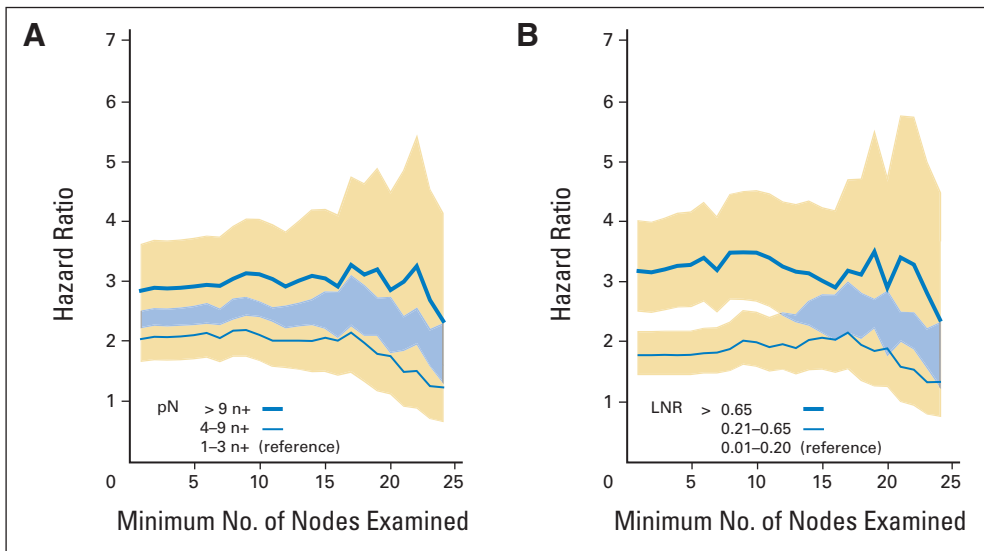 A
7
6
5
4
3
2
1
Hazard Ratio
pN > 9 n+
4–9 n+
1–3 n+ (reference)
0 5 10 15 20 25
Minimum No. of Nodes Examined
B
7
6
5
4
3
2
1
Hazard Ratio
LNR > 0.65
0.21–0.65
0.01–0.20 (reference)
0 5 10 15 20 25
Minimum No. of Nodes Examined